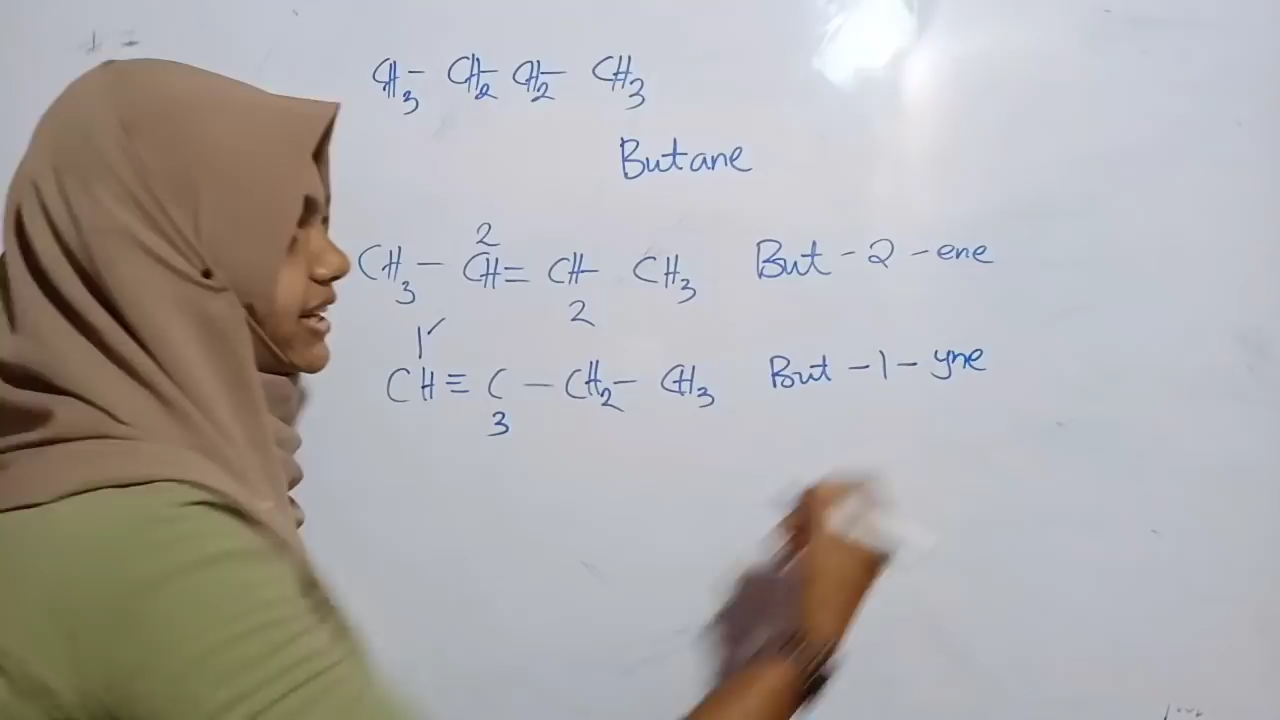 CH₃ - CH₂ - CH₂ - CH₃
Butane
2
CH₃ - CH = CH - CH₃ But - 2 - ene
2
1 ✓
CH ≡ C - CH₂ - CH₃ But - 1 - yne
3